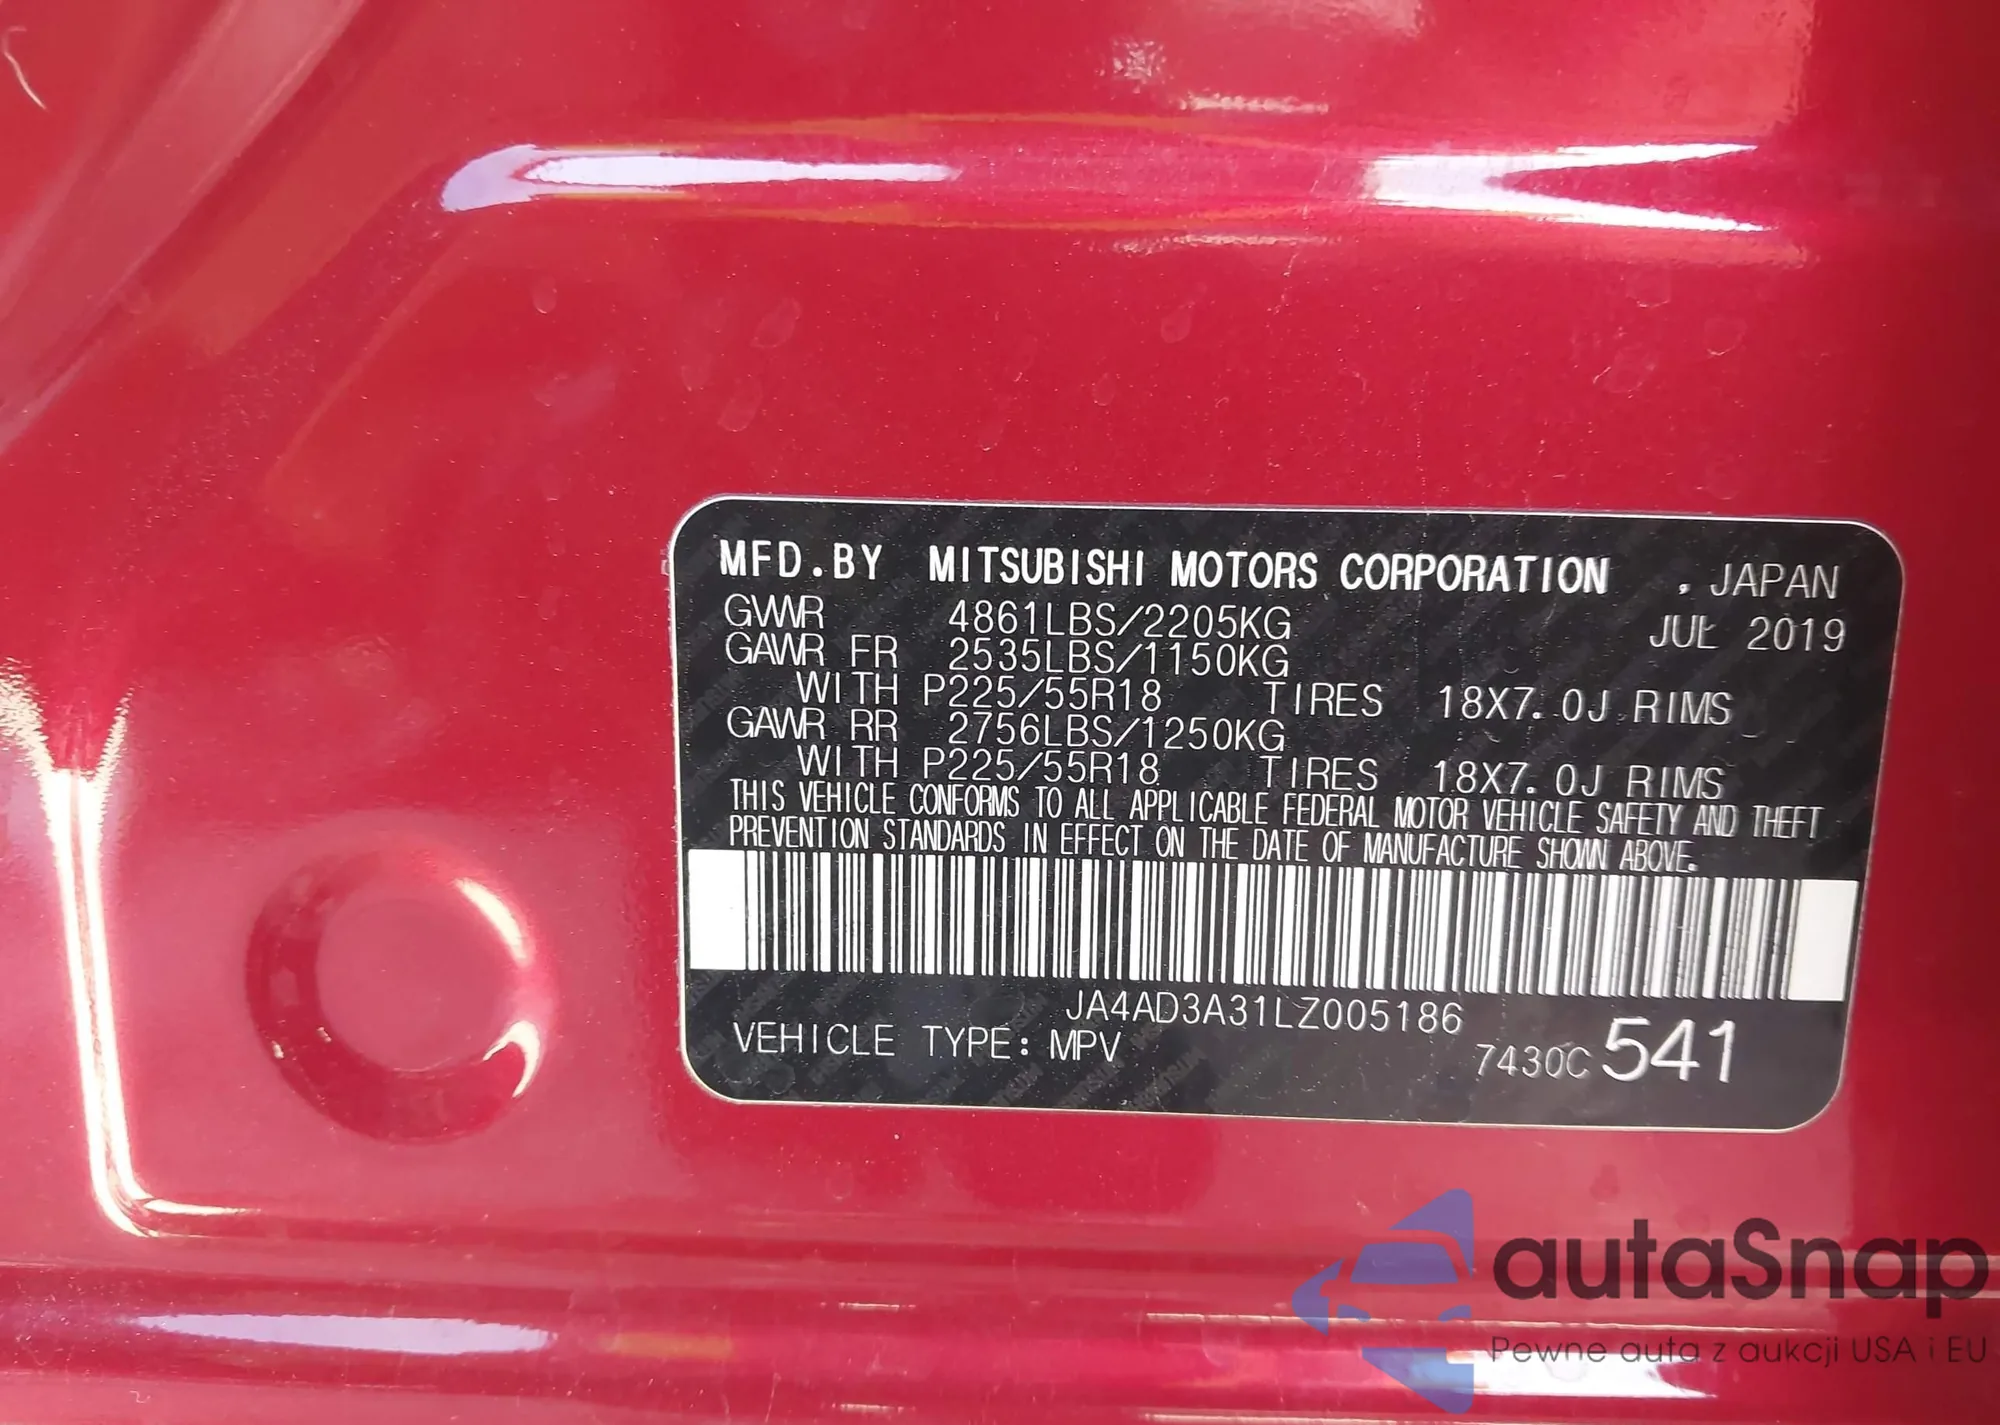 MFD.BY MITSUBISHI MOTORS CORPORATION . JAPAN
GVWR 4861LBS/2205KG JUL 2019
GAWR FR 2535LBS/1150KG
WITH P225/55R18 TIRES 18X7.0J RIMS
GAWR RR 2756LBS/1250KG
WITH P225/55R18 TIRES 18X7.0J RIMS
THIS VEHICLE CONFORMS TO ALL APPLICABLE FEDERAL MOTOR VEHICLE SAFETY AND THEFT
PREVENTION STANDARDS IN EFFECT ON THE DATE OF MANUFACTURE SHOWN ABOVE.
JA4AD3A31LZ005186
VEHICLE TYPE: MPV 7430C 541
autaSnap
Pewne auta z aukcji USA i EU